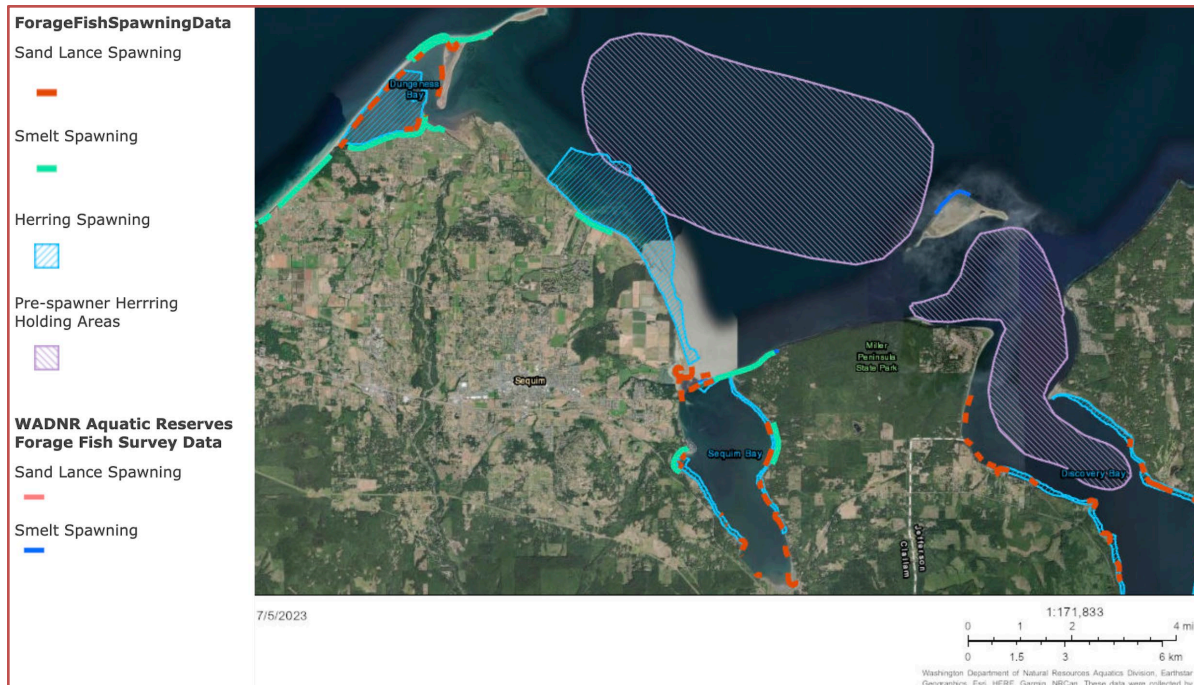 ForageFishSpawningData
Sand Lance Spawning
Smelt Spawning
Herring Spawning
Pre-spawner Herrring
Holding Areas
WADNR Aquatic Reserves
Forage Fish Survey Data
Sand Lance Spawning
Smelt Spawning
Dungeness
Bay
Miller
Peninsula
State Park
Sequim
Sequim Bay
Discovery Bay
Jefferson
Clallam
7/5/2023
1:171,833
0 1 2 4 mi
0 1.5 3 6 km
Washington Department of Natural Resources Aquatics Division, Earthstar
Geographics, Esri, HERE, Garmin, NRCan, These data were collected by